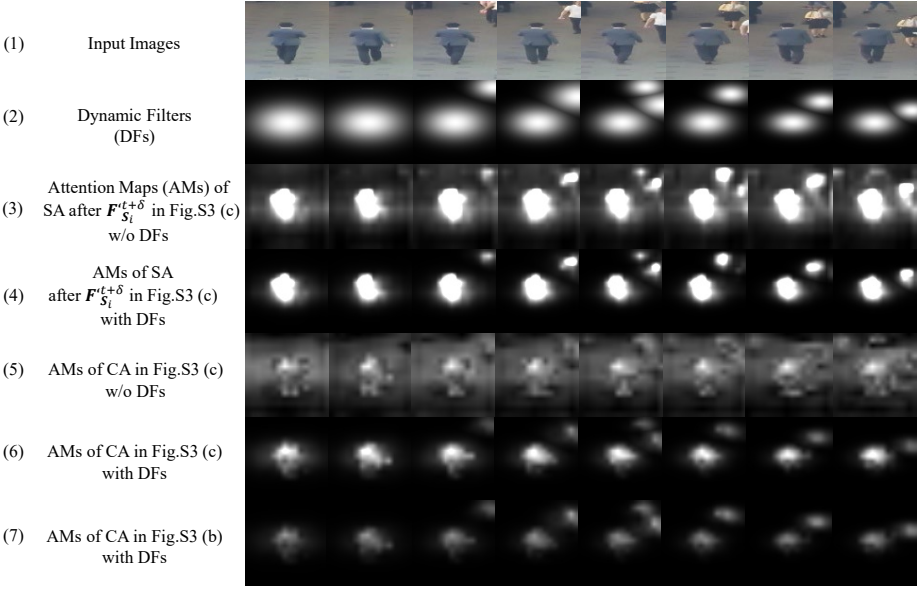 (1) Input Images
(2) Dynamic Filters
(DFs)
Attention Maps (AMs) of
(3) SA after F'^{t+δ}_{S_i} in Fig.S3 (c)
w/o DFs
AMs of SA
(4) after F'^{t+δ}_{S_i} in Fig.S3 (c)
with DFs
(5) AMs of CA in Fig.S3 (c)
w/o DFs
(6) AMs of CA in Fig.S3 (c)
with DFs
(7) AMs of CA in Fig.S3 (b)
with DFs